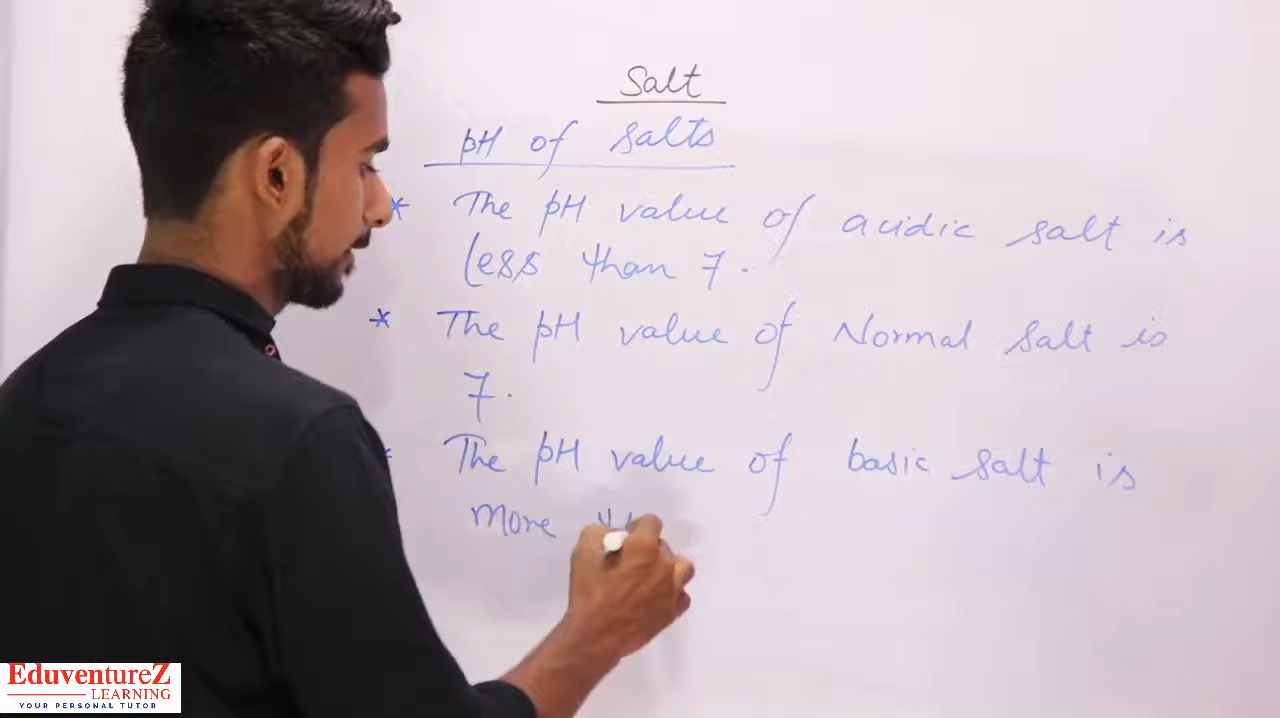 Salt
pH of salts
* The pH value of acidic salt is
less than 7.
* The pH value of Normal salt is
7.
* The pH value of basic salt is
more
EduventureZ
LEARNING
YOUR PERSONAL TUTOR